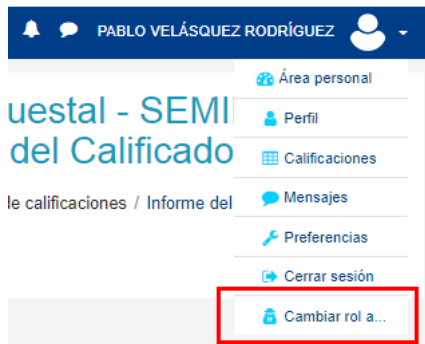 PABLO VELÁSQUEZ RODRÍGUEZ
Área personal
uestal - SEMI
Perfil
del Calificado
Calificaciones
le calificaciones / Informe del
Mensajes
Preferencias
Cerrar sesión
Cambiar rol a...